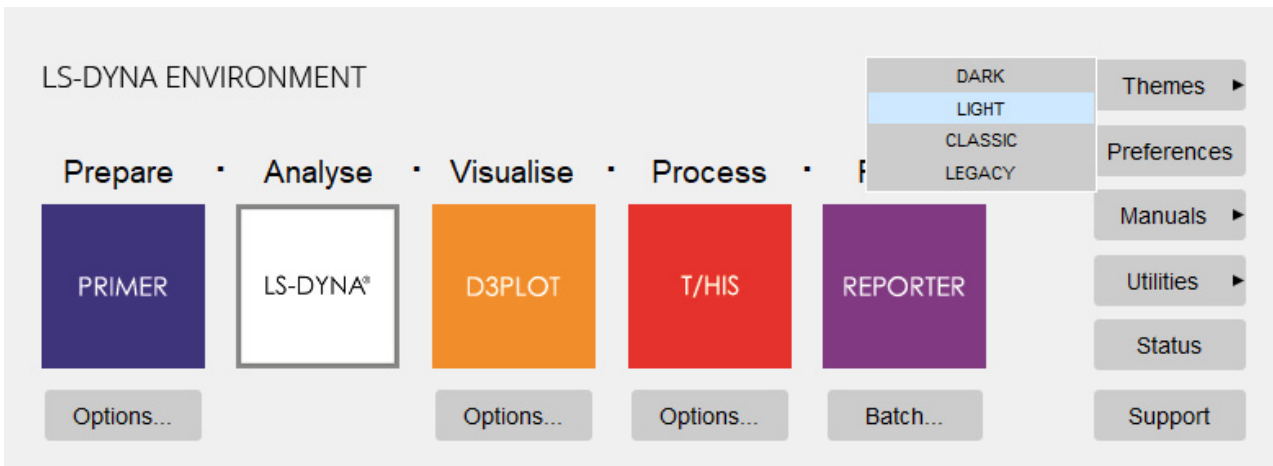 LS-DYNA ENVIRONMENT
DARK
LIGHT
CLASSIC
LEGACY
Themes
Preferences
Manuals
Utilities
Status
Support
Prepare · Analyse · Visualise · Process ·
PRIMER
LS-DYNA®
D3PLOT
T/HIS
REPORTER
Options...
Options...
Options...
Batch...